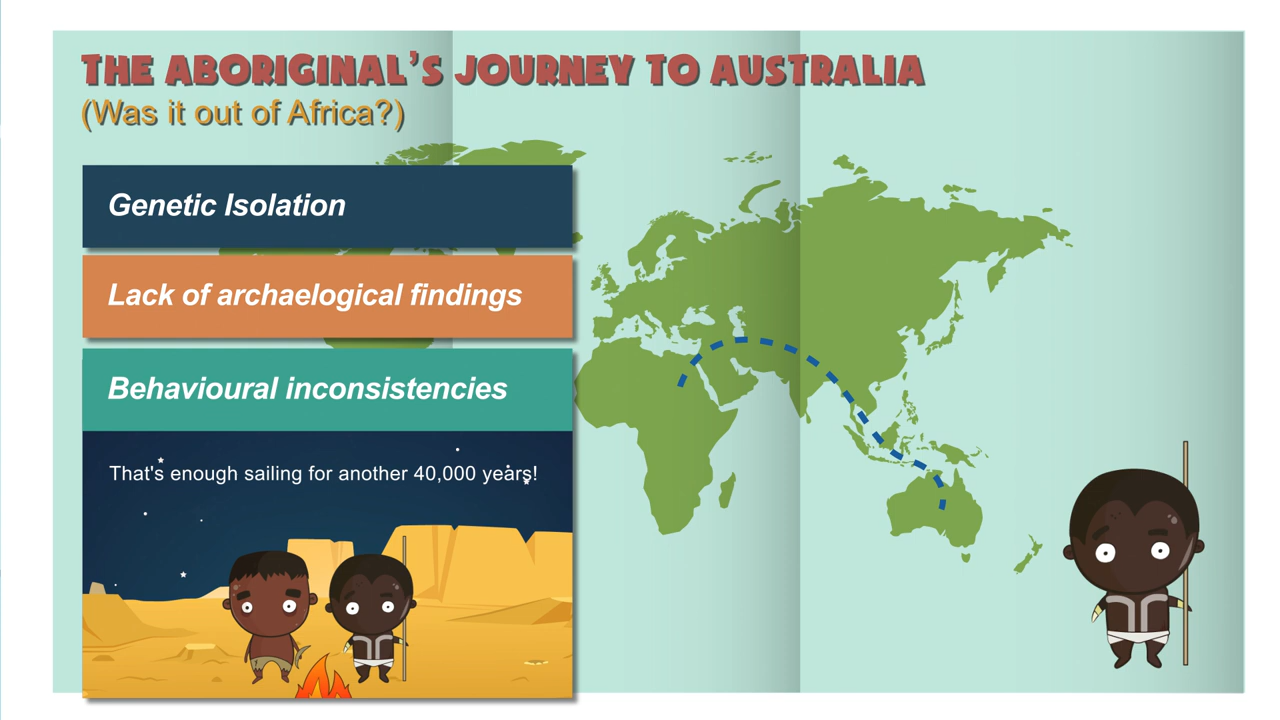 THE ABORIGINAL'S JOURNEY TO AUSTRALIA
(Was it out of Africa?)
Genetic Isolation
Lack of archaelogical findings
Behavioural inconsistencies
That's enough sailing for another 40,000 years!